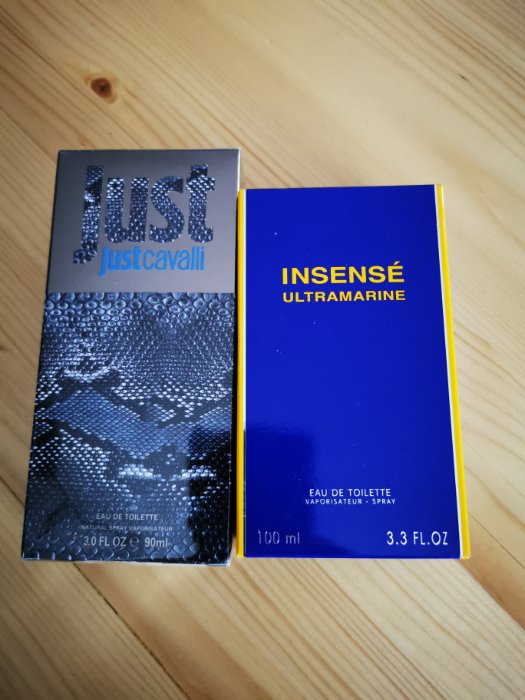 just
justcavalli
EAU DE TOILETTE
NATURAL SPRAY VAPORISATEUR
3.0 FL OZ ℮ 90ml
INSENSÉ
ULTRAMARINE
EAU DE TOILETTE
VAPORISATEUR - SPRAY
100 ml 3.3 FL.OZ